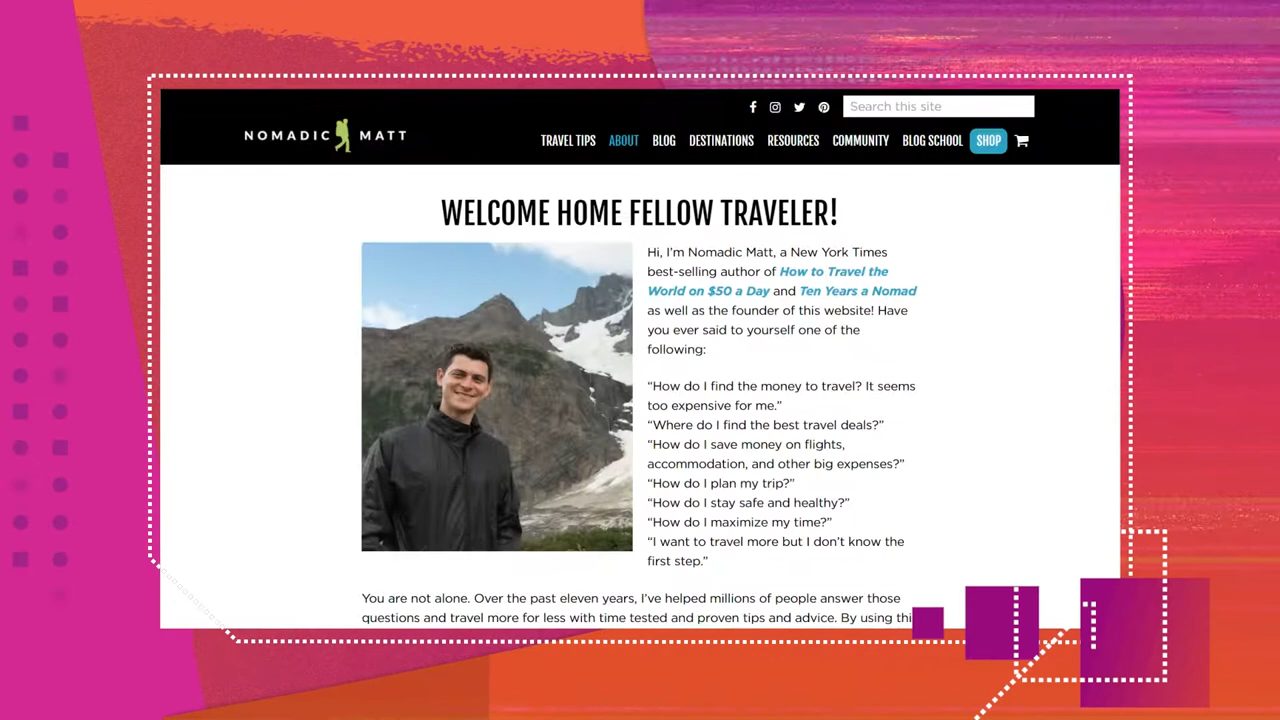 Search this site
NOMADIC MATT
TRAVEL TIPS ABOUT BLOG DESTINATIONS RESOURCES COMMUNITY BLOG SCHOOL SHOP
WELCOME HOME FELLOW TRAVELER!
Hi, I'm Nomadic Matt, a New York Times
best-selling author of How to Travel the
World on $50 a Day and Ten Years a Nomad
as well as the founder of this website! Have
you ever said to yourself one of the
following:
“How do I find the money to travel? It seems
too expensive for me.”
“Where do I find the best travel deals?”
“How do I save money on flights,
accommodation, and other big expenses?”
“How do I plan my trip?”
“How do I stay safe and healthy?”
“How do I maximize my time?”
“I want to travel more but I don’t know the
first step.”
You are not alone. Over the past eleven years, I’ve helped millions of people answer those
questions and travel more for less with time tested and proven tips and advice. By using thi